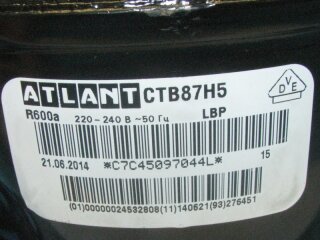 ATLANT CTB87H5
R600a 220-240 В ~50 Гц LBP
21.06.2014 *C7C45097044L* 15
(01)00000024532808(11)140621(93)276451
DVE